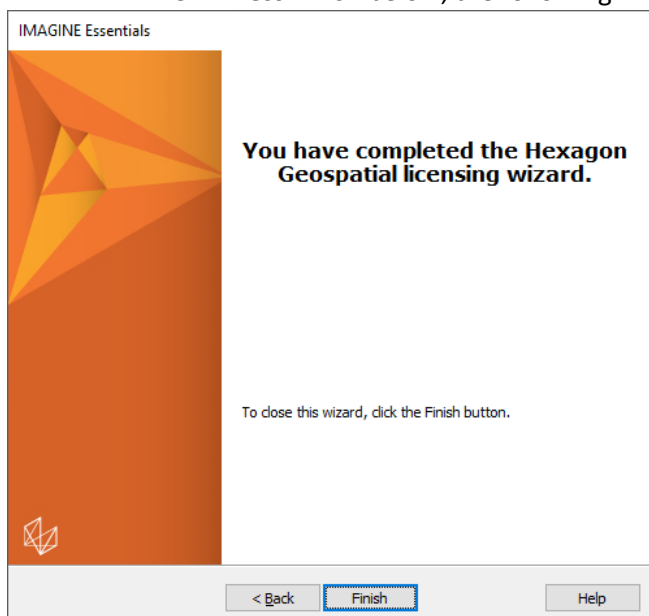 IMAGINE Essentials
You have completed the Hexagon
Geospatial licensing wizard.
To close this wizard, click the Finish button.
< Back Finish Help